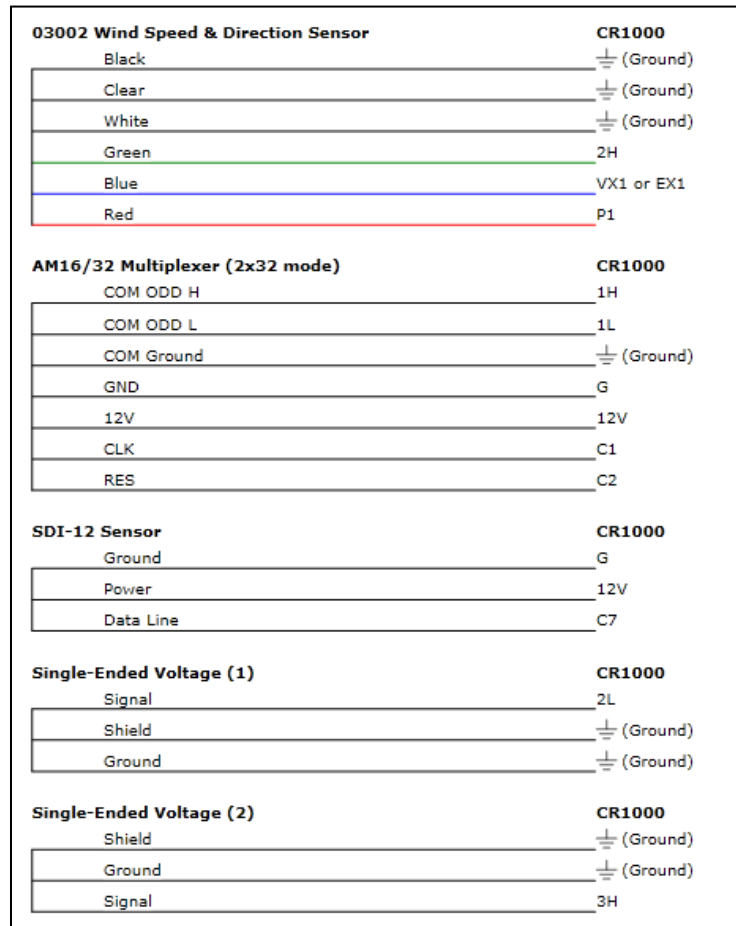 03002 Wind Speed & Direction Sensor CR1000
Black (Ground)
Clear (Ground)
White (Ground)
Green 2H
Blue VX1 or EX1
Red P1
AM16/32 Multiplexer (2x32 mode) CR1000
COM ODD H 1H
COM ODD L 1L
COM Ground (Ground)
GND G
12V 12V
CLK C1
RES C2
SDI-12 Sensor CR1000
Ground G
Power 12V
Data Line C7
Single-Ended Voltage (1) CR1000
Signal 2L
Shield (Ground)
Ground (Ground)
Single-Ended Voltage (2) CR1000
Shield (Ground)
Ground (Ground)
Signal 3H